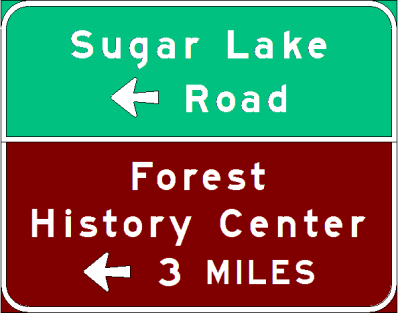 Sugar Lake
← Road
Forest
History Center
← 3 MILES